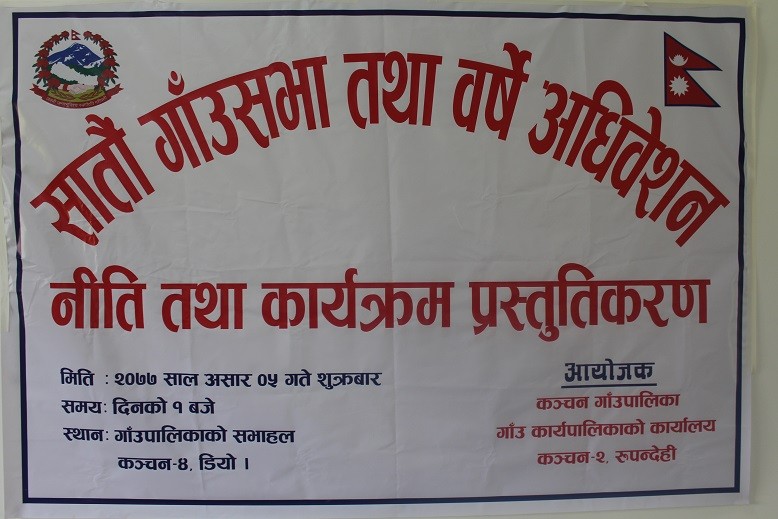 सातौ गाँउसभा तथा वर्षे अधिवेशन
नीति तथा कार्यक्रम प्रस्तुतिकरण
मिति : २०७७ साल असार ०५ गते शुक्रबार
समय: दिनको १ बजे
स्थान: गाँउपालिकाको सभाहल
कञ्चन-४, डियो ।
आयोजक
कञ्चन गाँउपालिका
गाँउ कार्यपालिकाको कार्यालय
कञ्चन-२, रुपन्देही